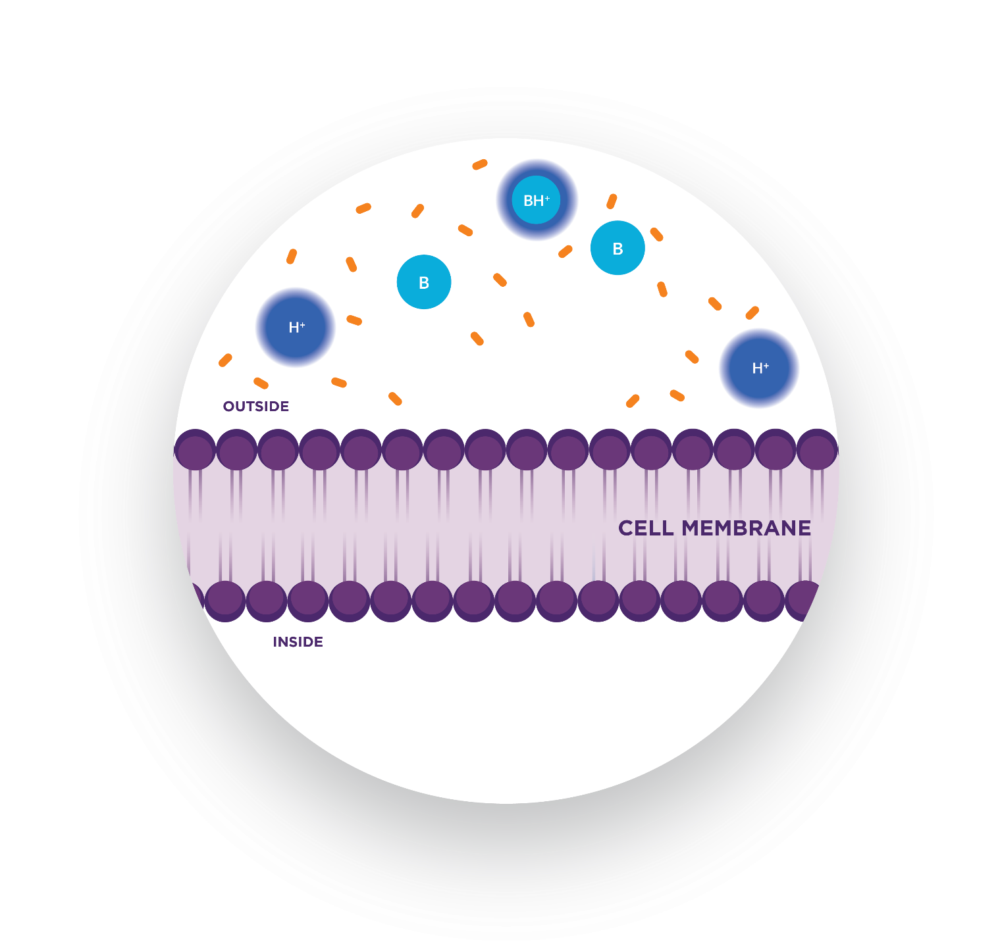 BH⁺
B
B
H⁺
H⁺
OUTSIDE
CELL MEMBRANE
INSIDE